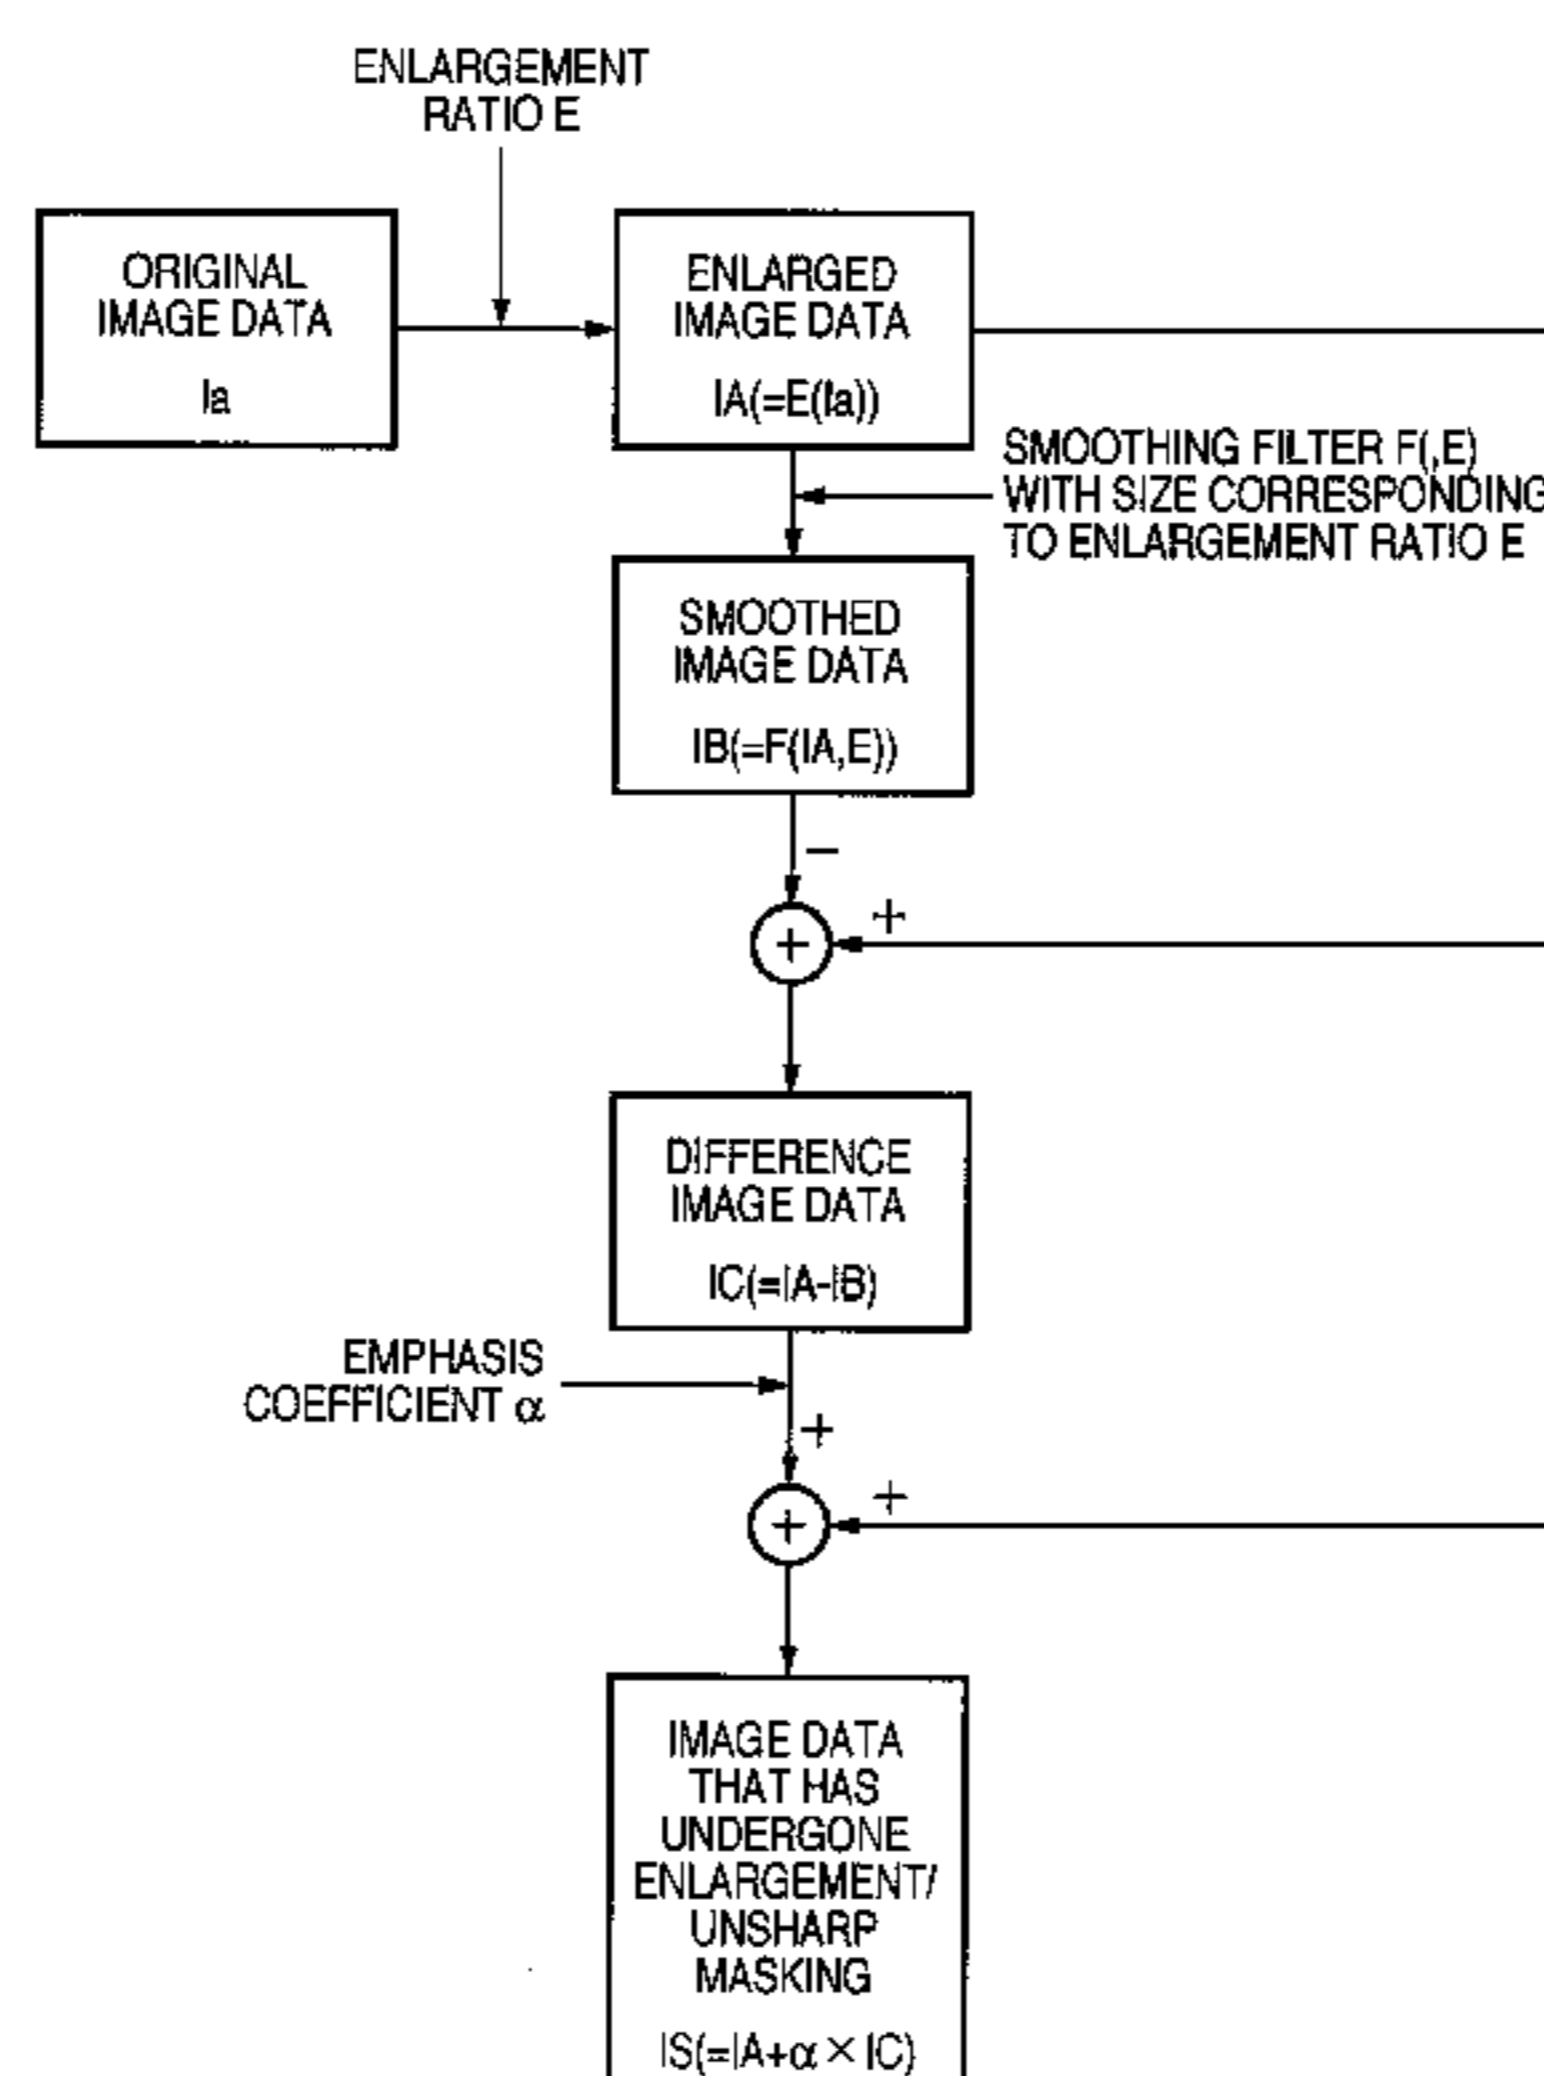 ENLARGEMENT
RATIO E
ORIGINAL
IMAGE DATA
Ia
ENLARGED
IMAGE DATA
IA(=E(Ia))
SMOOTHING FILTER F(,E)
WITH SIZE CORRESPONDING
TO ENLARGEMENT RATIO E
SMOOTHED
IMAGE DATA
IB(=F(IA,E))
−
+
+
DIFFERENCE
IMAGE DATA
IC(=IA-IB)
EMPHASIS
COEFFICIENT α
+
+
+
IMAGE DATA
THAT HAS
UNDERGONE
ENLARGEMENT/
UNSHARP
MASKING
IS(=IA+α×IC)